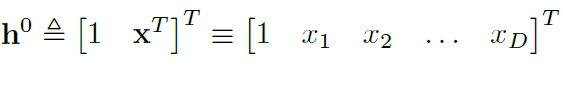 h⁰ ≜ [1 xᵀ]ᵀ ≡ [1 x₁ x₂ … x_D]ᵀ